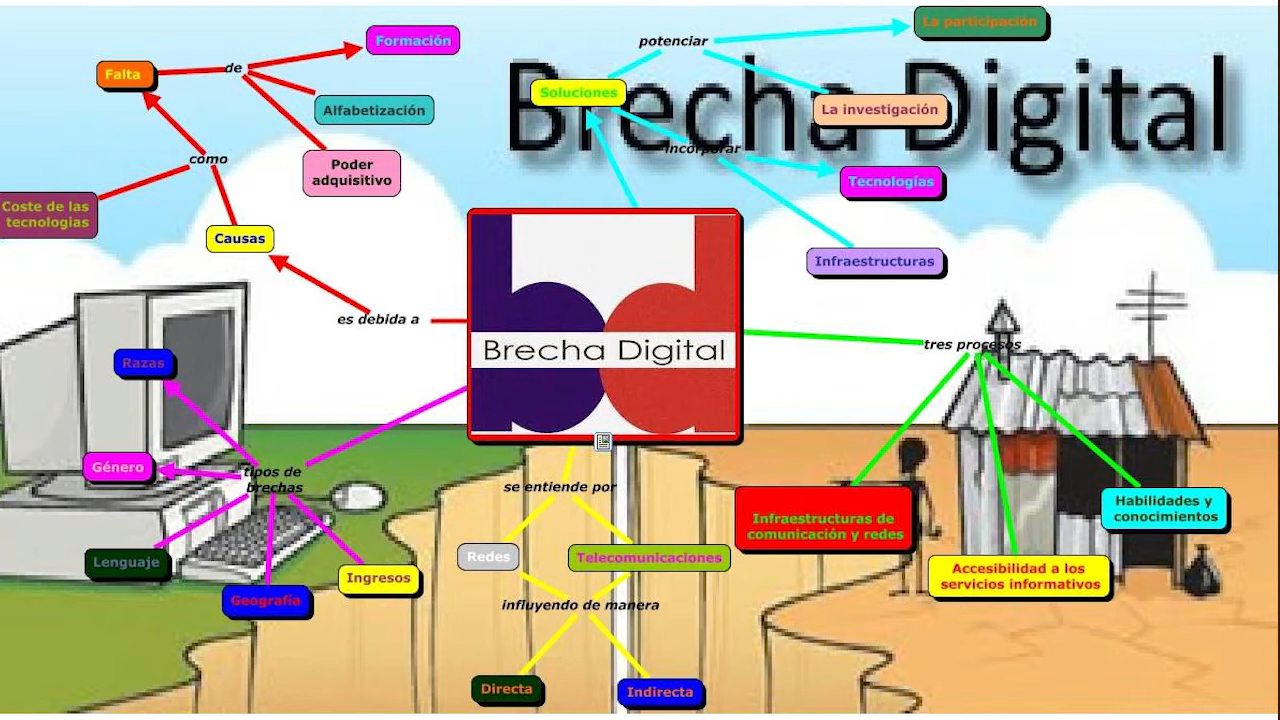 Brecha Digital
La participación
potenciar
Formación
Falta
de
Soluciones
Alfabetización
La investigación
incorporar
como
Poder
adquisitivo
Tecnologías
Coste de las
tecnologias
Causas
Infraestructuras
es debida a
Brecha Digital
tres procesos
Razas
Género
tipos de
brechas
se entiende por
Habilidades y
conocimientos
Infraestructuras de
comunicación y redes
Redes
Telecomunicaciones
Lenguaje
Ingresos
Accesibilidad a los
servicios informativos
Geografía
influyendo de manera
Directa
Indirecta